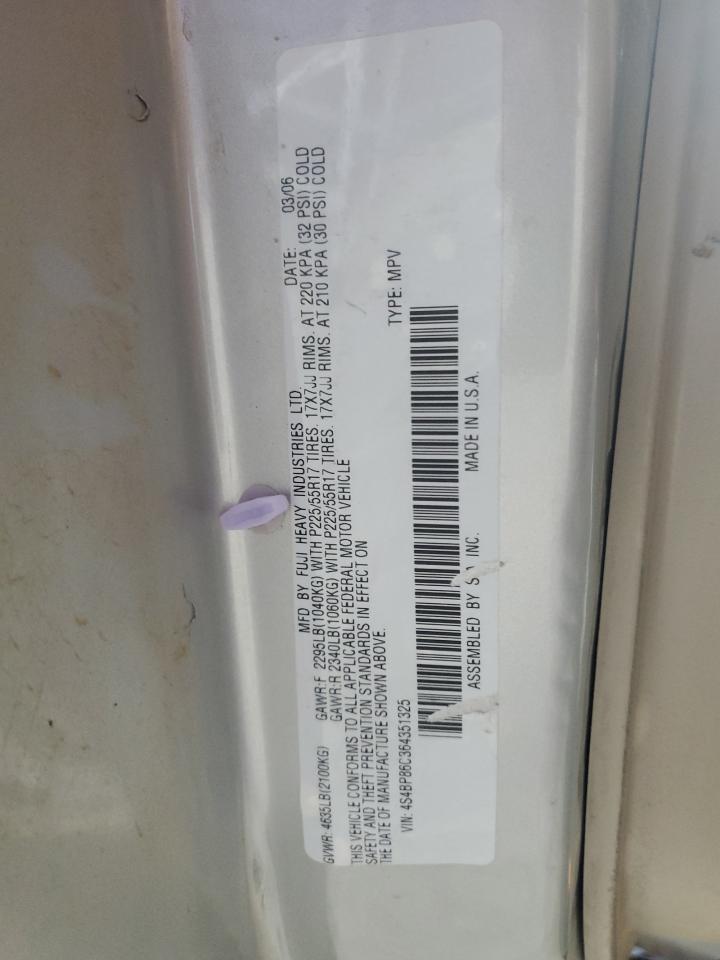 MFD BY FUJI HEAVY INDUSTRIES LTD. DATE: 03/06
GVWR: 4635LB(2100KG) GAWR:F 2295LB(1040KG) WITH P225/55R17 TIRES. 17X7JJ RIMS. AT 220 KPA (32 PSI) COLD
GAWR:R 2340LB(1060KG) WITH P225/55R17 TIRES. 17X7JJ RIMS. AT 210 KPA (30 PSI) COLD
THIS VEHICLE CONFORMS TO ALL APPLICABLE FEDERAL MOTOR VEHICLE
SAFETY AND THEFT PREVENTION STANDARDS IN EFFECT ON
THE DATE OF MANUFACTURE SHOWN ABOVE.
VIN: 4S4BP86C364351325 TYPE: MPV
ASSEMBLED BY INC. MADE IN U.S.A.